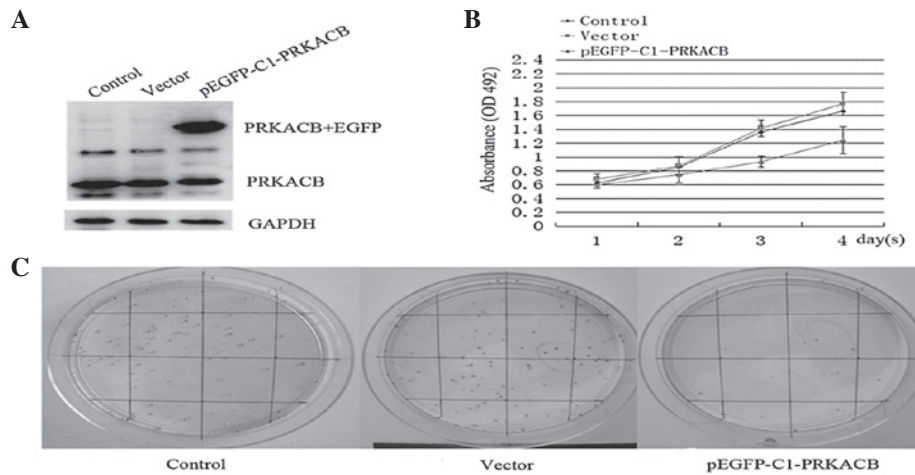 A
Control
Vector
pEGFP-C1-PRKACB
PRKACB+EGFP
PRKACB
GAPDH
B
Control
Vector
pEGFP-C1-PRKACB
Absorbance (OD 492)
2.4
2.2
2
1.8
1.6
1.4
1.2
1
0.8
0.6
0.4
0.2
0
1 2 3 4 day(s)
C
Control Vector pEGFP-C1-PRKACB